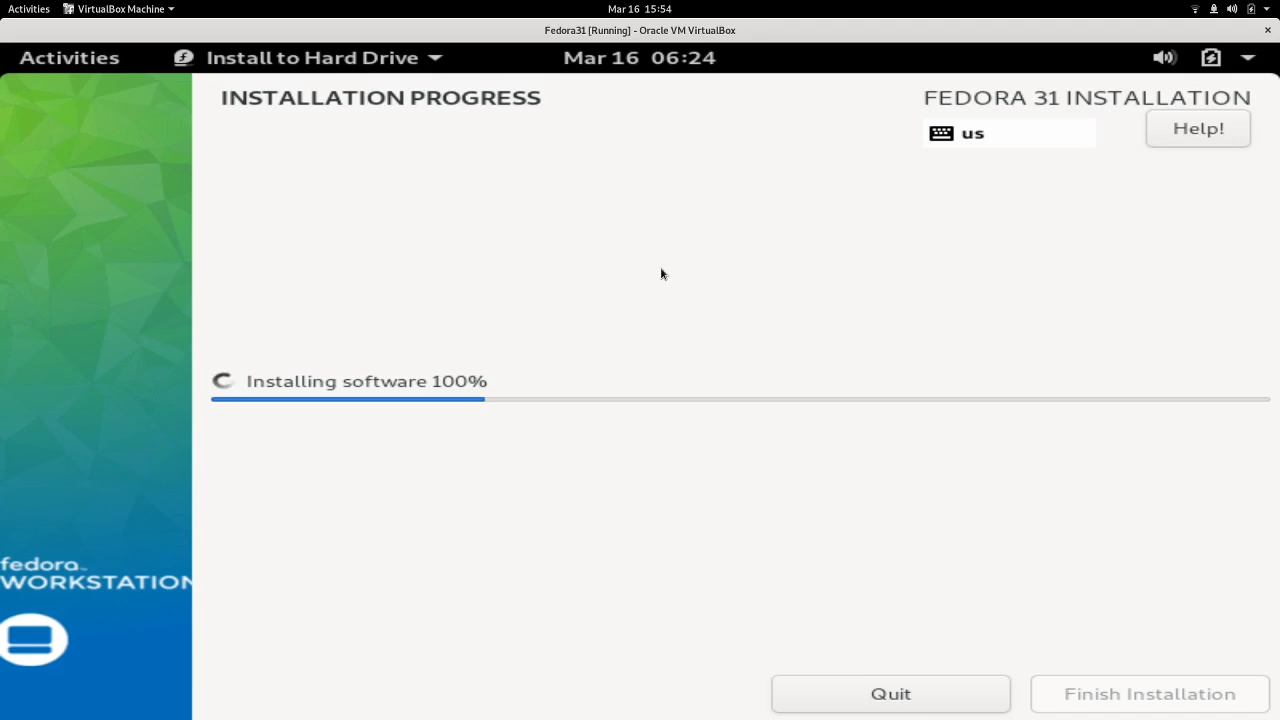 Activities VirtualBox Machine Mar 16 15:54
Fedora31 [Running] - Oracle VM VirtualBox ×
Activities Install to Hard Drive Mar 16 06:24
INSTALLATION PROGRESS
FEDORA 31 INSTALLATION
us
Help!
Installing software 100%
fedora™
WORKSTATION
Quit
Finish Installation